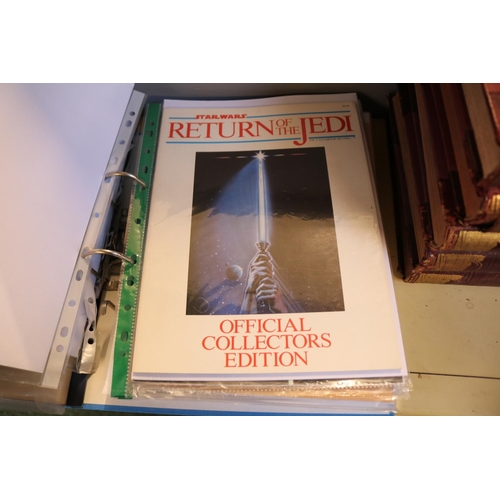 STAR WARS
RETURN OF THE JEDI
OFFICIAL
COLLECTORS
EDITION